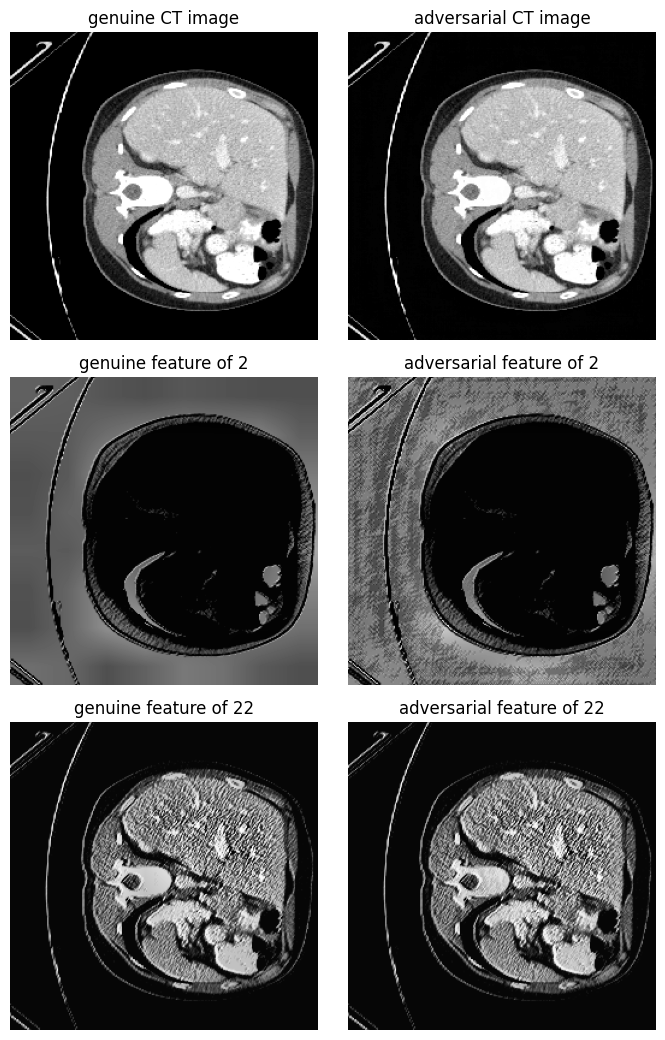 genuine CT image
adversarial CT image
genuine feature of 2
adversarial feature of 2
genuine feature of 22
adversarial feature of 22